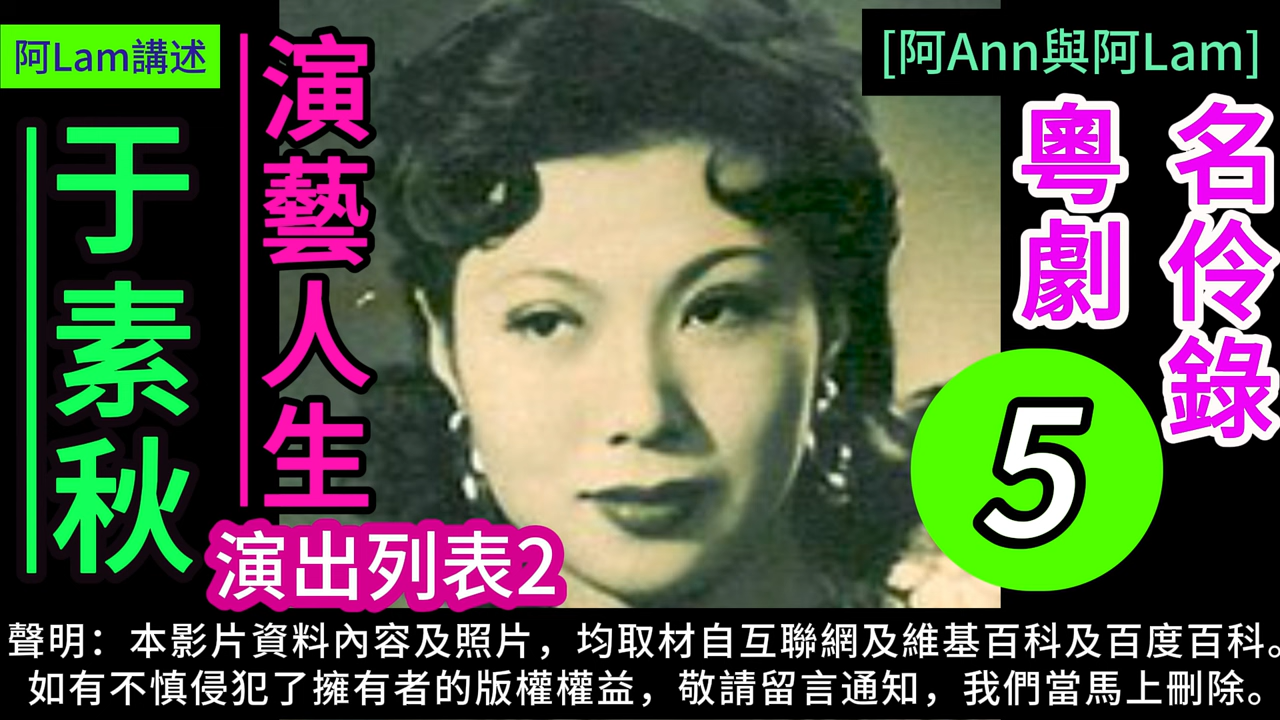 阿Lam講述
于素秋
演藝人生
演出列表2
[阿Ann與阿Lam]
粵劇
名伶錄
5
聲明：本影片資料內容及照片，均取材自互聯網及維基百科及百度百科。
如有不慎侵犯了擁有者的版權權益，敬請留言通知，我們當馬上刪除。